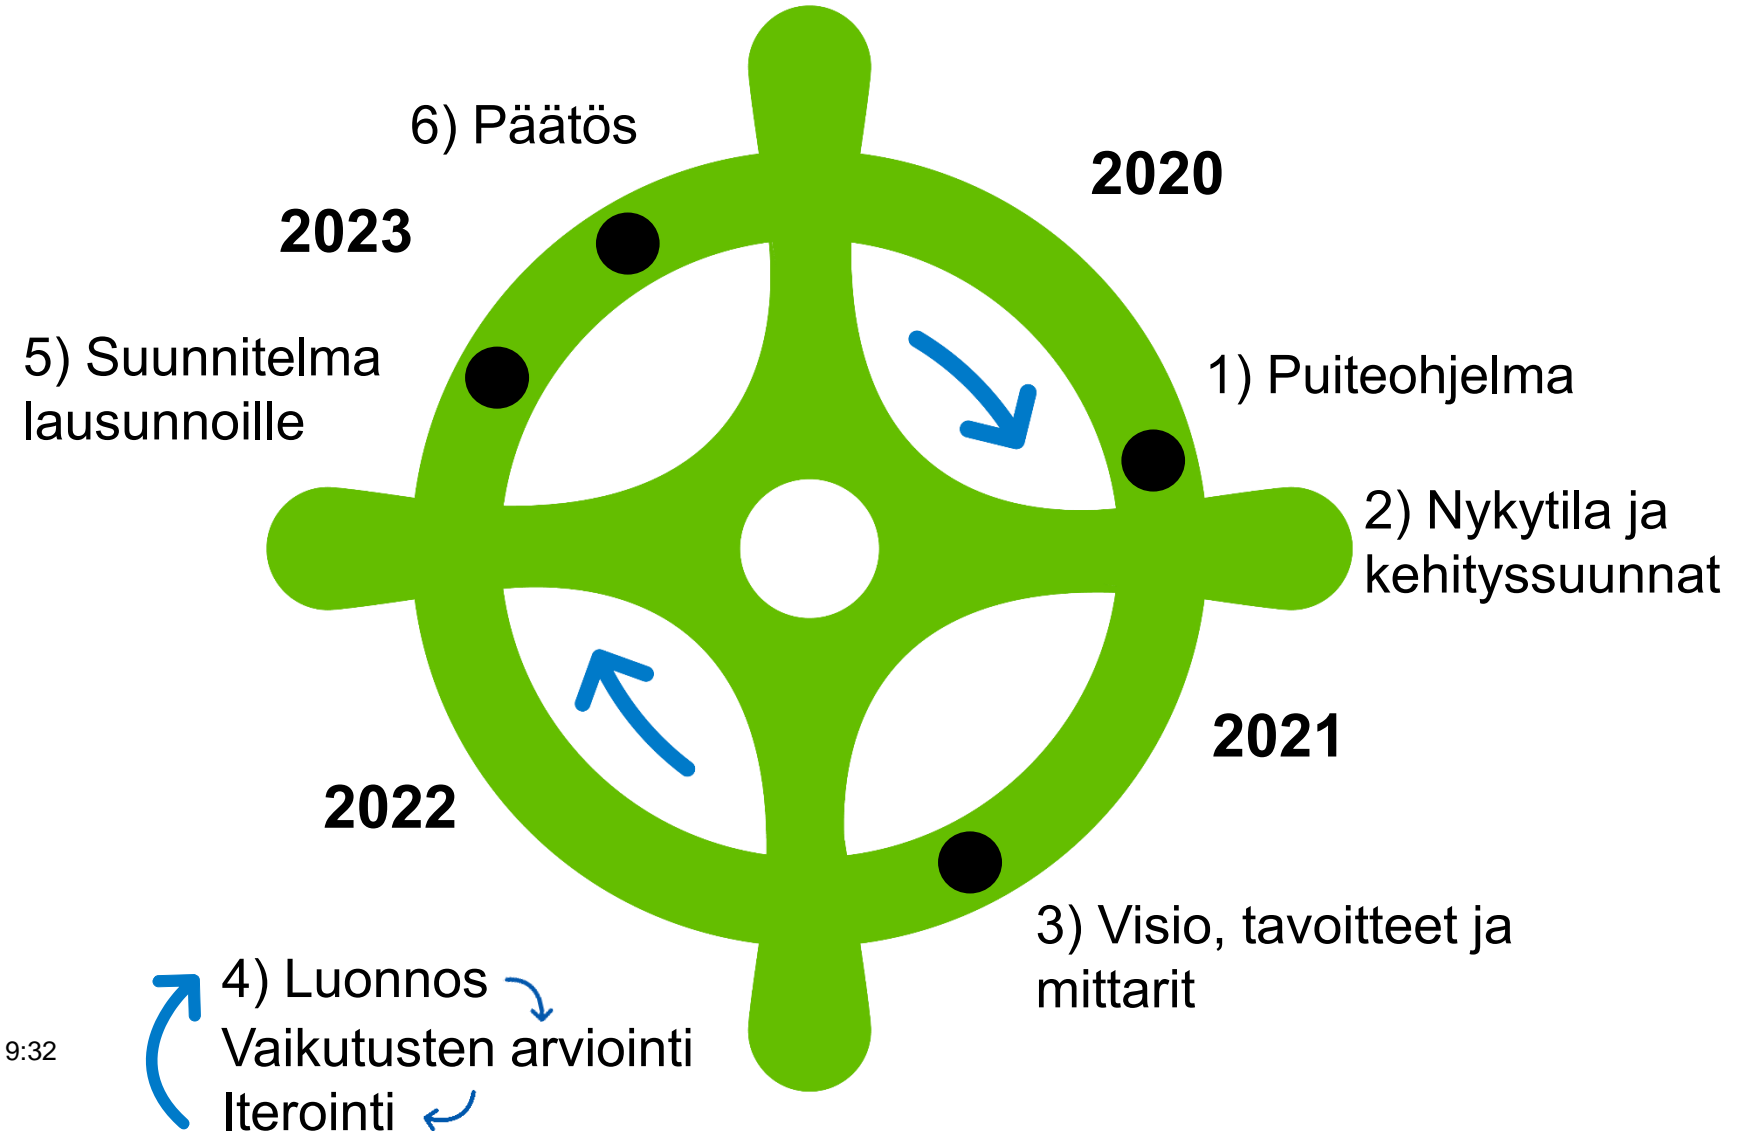 6) Päätös
2020
2023
5) Suunnitelma
lausunnoille
1) Puiteohjelma
2) Nykytila ja
kehityssuunnat
2021
2022
3) Visio, tavoitteet ja
mittarit
4) Luonnos
Vaikutusten arviointi
Iterointi
9:32